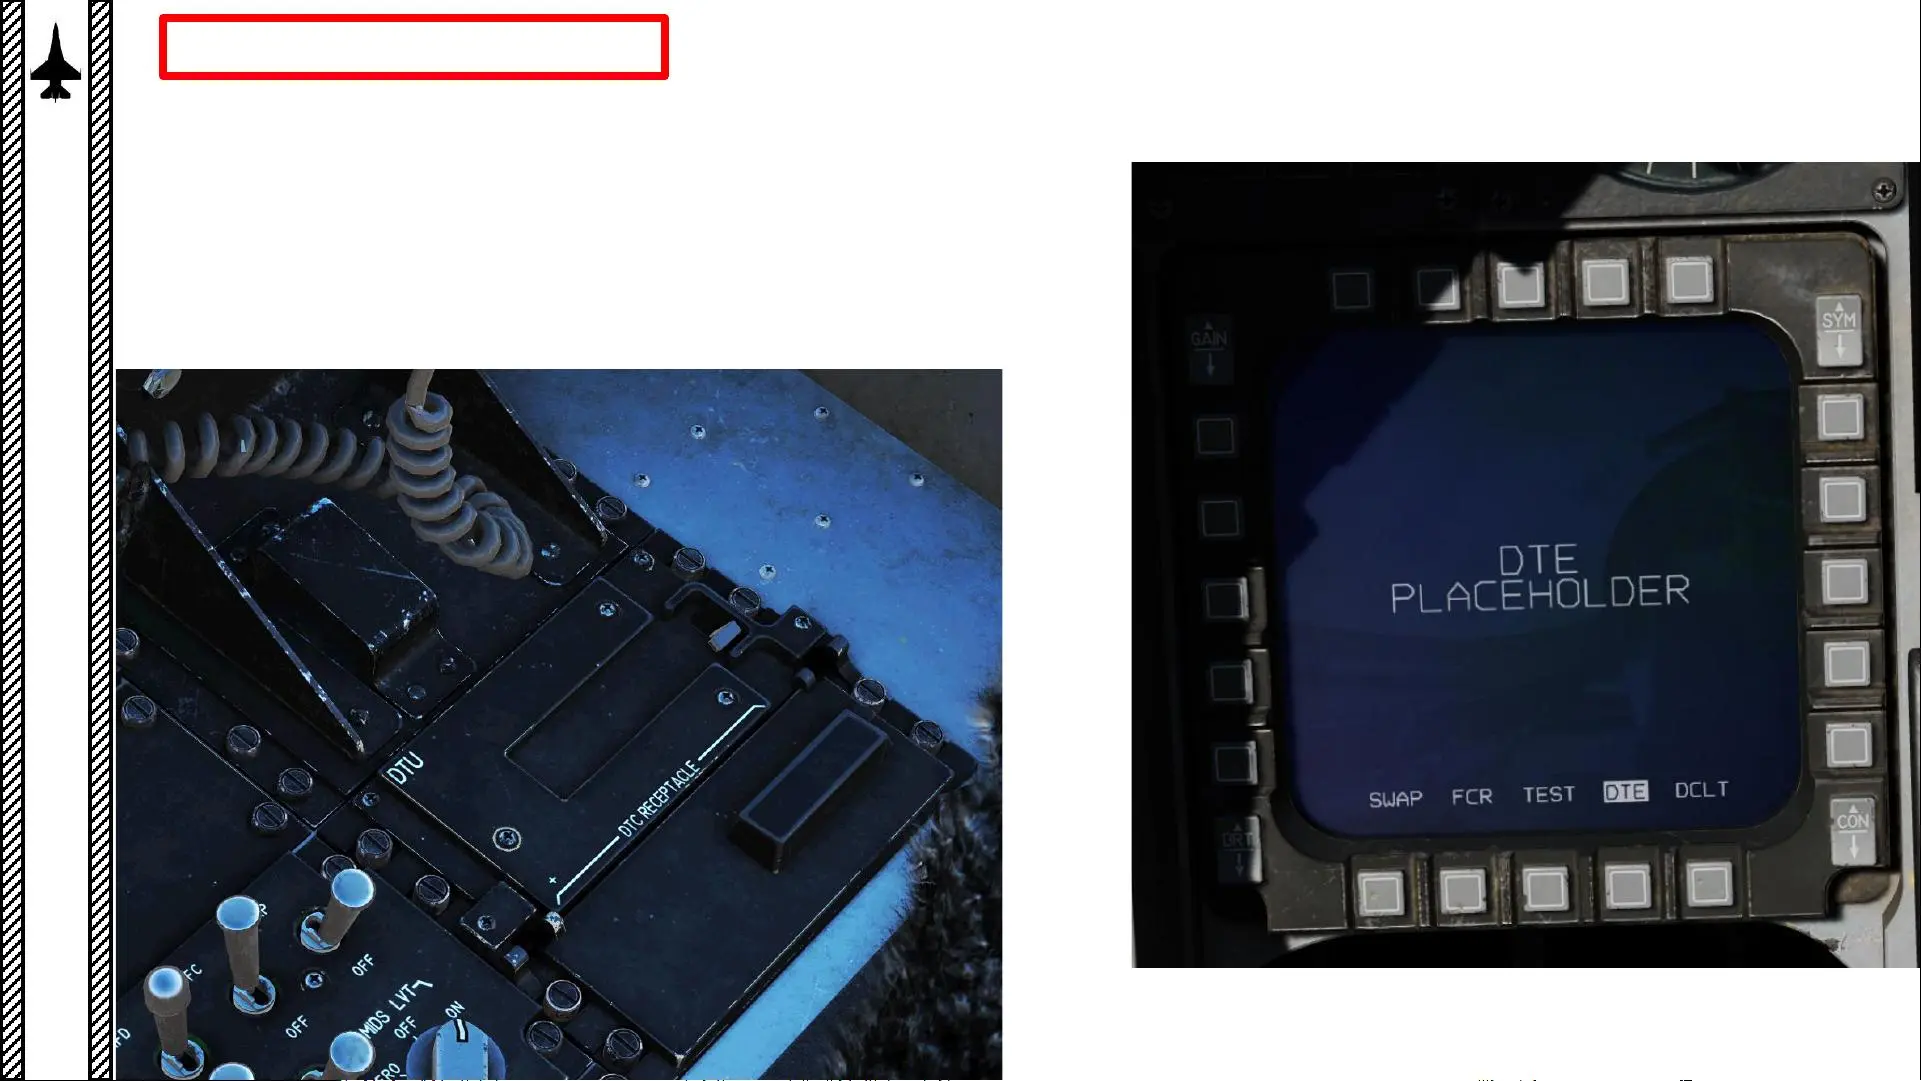 GAIN
SYM
DTE
PLACEHOLDER
SWAP FCR TEST DTE DCLT
BRT
CON
DTU
DTC RECEPTACLE
+
OFF
OFF
MIDS LVT
OFF
ON